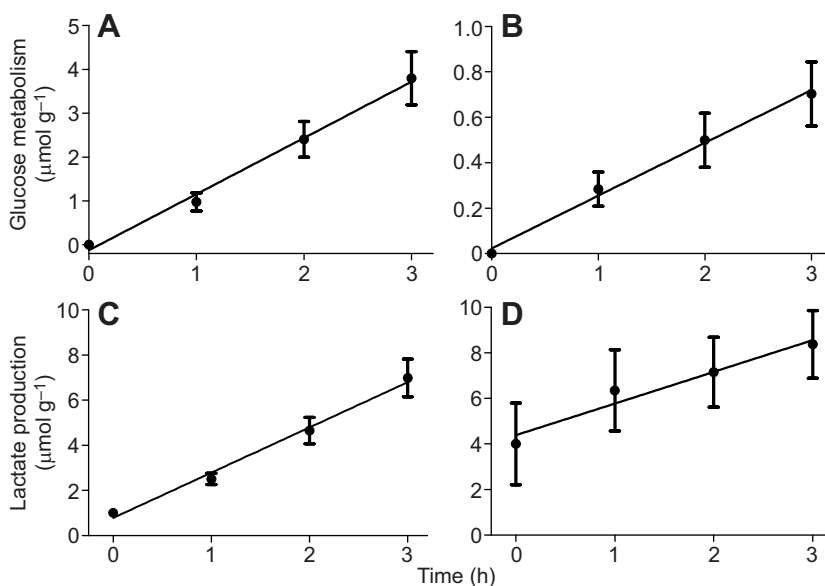 A
B
Glucose metabolism
(μmol g⁻¹)
5
4
3
2
1
0
0 1 2 3
1.0
0.8
0.6
0.4
0.2
0
0 1 2 3
C
D
Lactate production
(μmol g⁻¹)
10
8
6
4
2
0
0 1 2 3
10
8
6
4
2
0
0 1 2 3
Time (h)